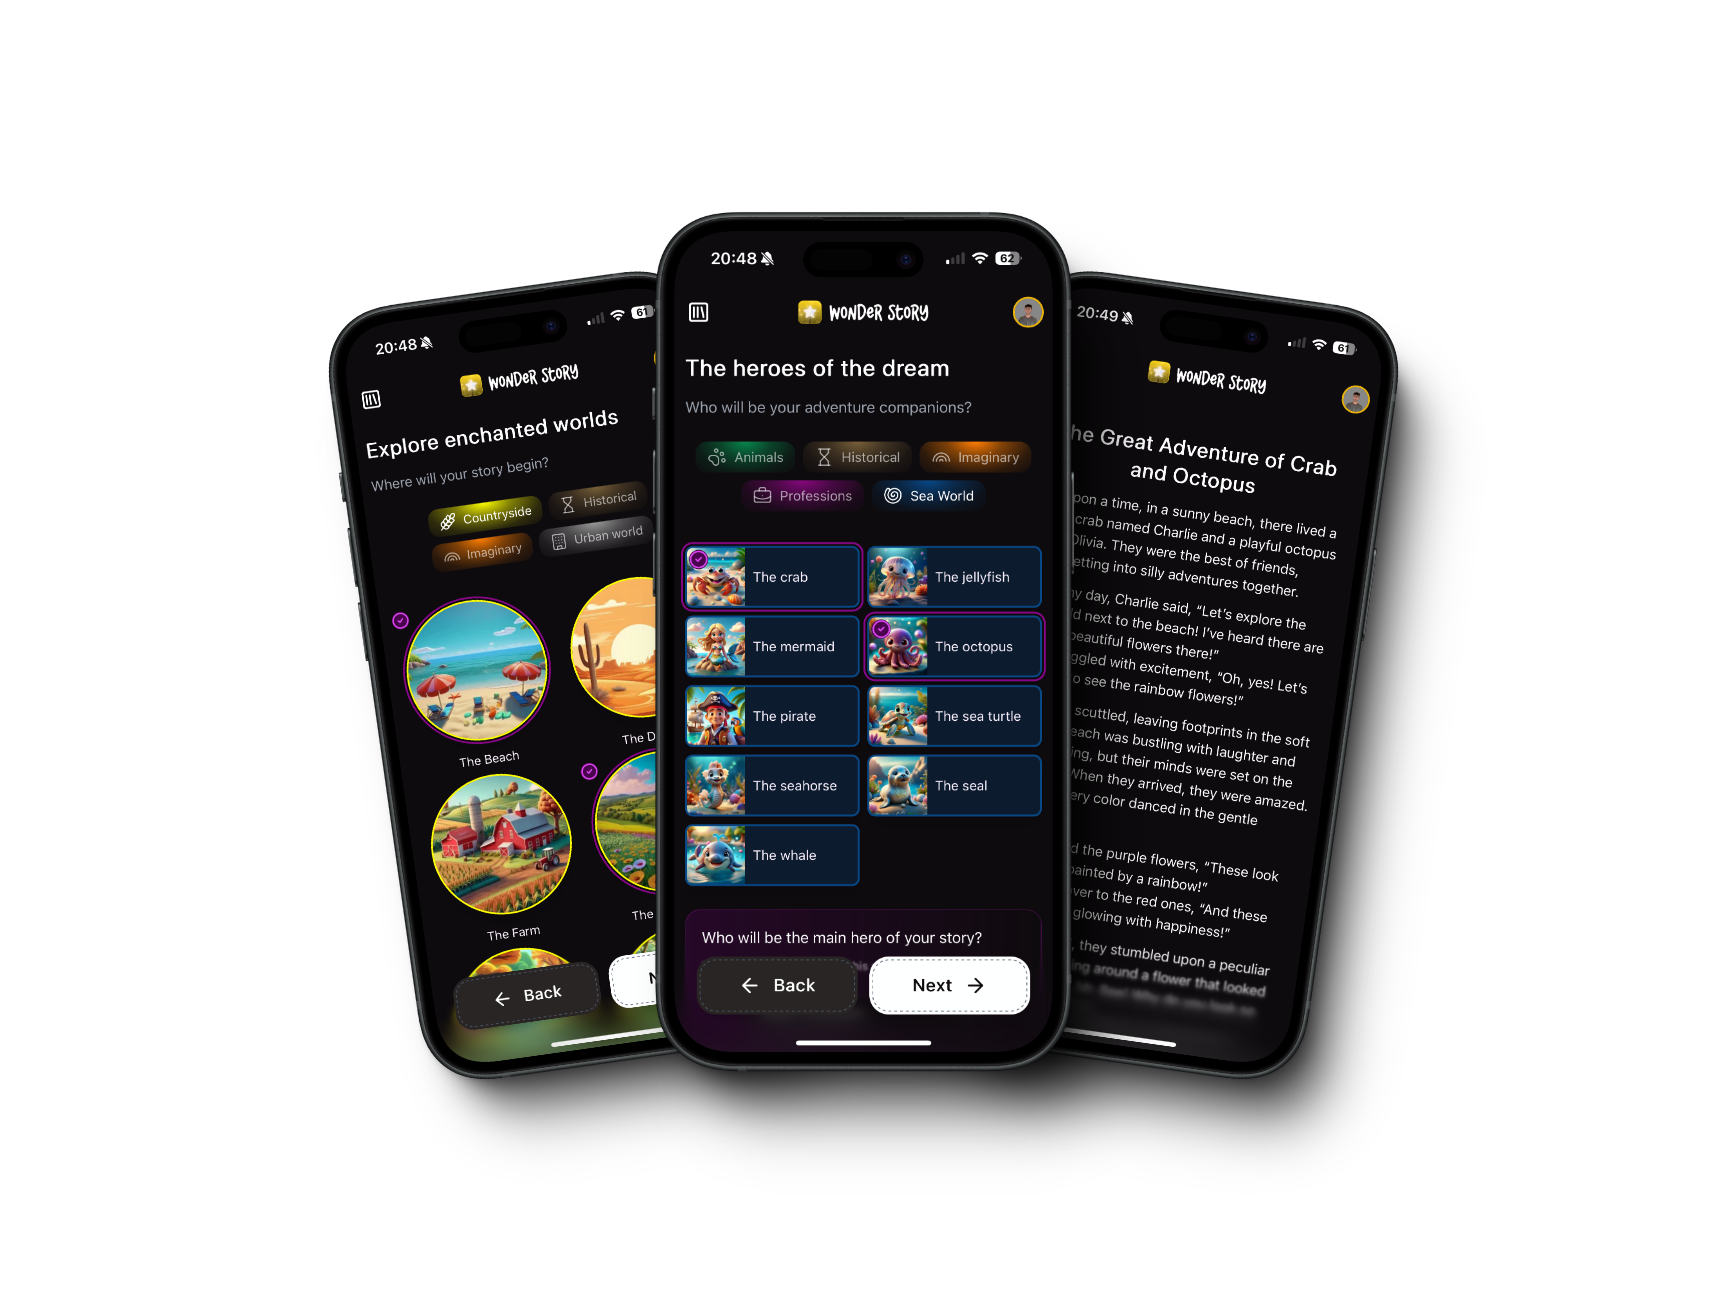 20:48
61
WONDER STORY
Explore enchanted worlds
Where will your story begin?
Countryside
Historical
Imaginary
Urban world
The Beach
The D
The Farm
The
Back
N
20:48
62
WONDER STORY
The heroes of the dream
Who will be your adventure companions?
Animals
Historical
Imaginary
Professions
Sea World
The crab
The jellyfish
The mermaid
The octopus
The pirate
The sea turtle
The seahorse
The seal
The whale
Who will be the main hero of your story?
Back
Next
20:49
61
WONDER STORY
he Great Adventure of Crab
and Octopus
pon a time, in a sunny beach, there lived a
crab named Charlie and a playful octopus
Olivia. They were the best of friends,
etting into silly adventures together.
ny day, Charlie said, “Let’s explore the
d next to the beach! I’ve heard there are
beautiful flowers there!”
ggled with excitement, “Oh, yes! Let’s
o see the rainbow flowers!”
scuttled, leaving footprints in the soft
each was bustling with laughter and
ing, but their minds were set on the
When they arrived, they were amazed.
ery color danced in the gentle
d the purple flowers, “These look
painted by a rainbow!”
over to the red ones, “And these
glowing with happiness!”
, they stumbled upon a peculiar
ing around a flower that looked